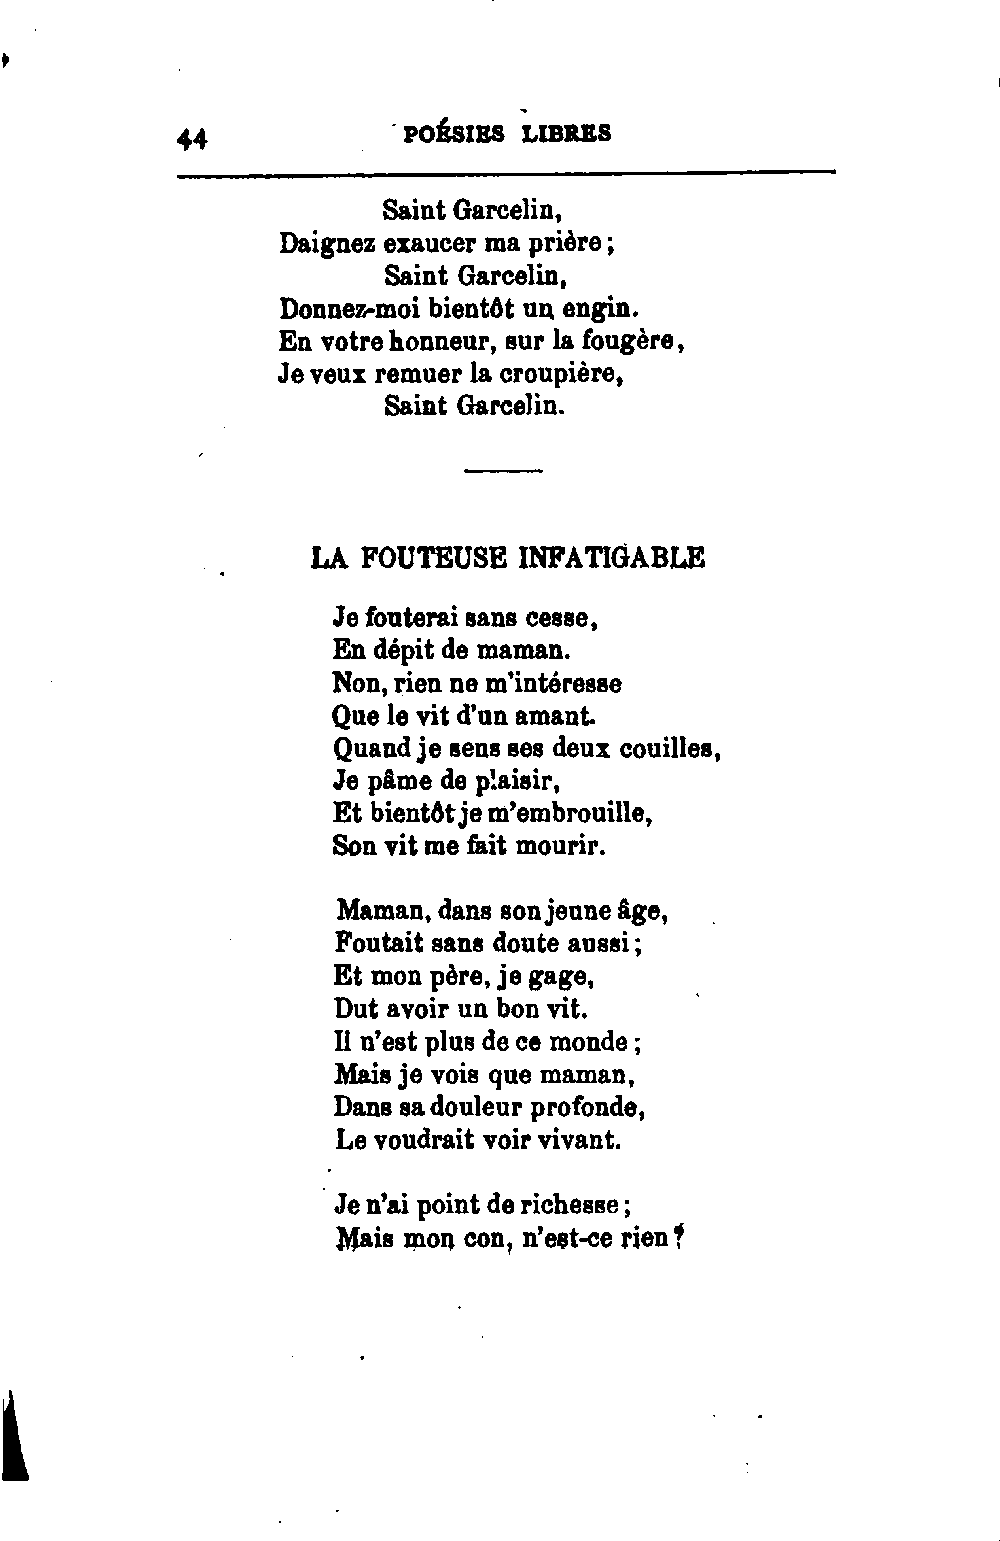 44 POÉSIES LIBRES
Saint Garcelin,
Daignez exaucer ma prière ;
Saint Garcelin,
Donnez-moi bientôt un engin.
En votre honneur, sur la fougère,
Je veux remuer la croupière,
Saint Garcelin.
LA FOUTEUSE INFATIGABLE
Je fouterai sans cesse,
En dépit de maman.
Non, rien ne m'intéresse
Que le vit d'un amant.
Quand je sens ses deux couilles,
Je pâme de plaisir,
Et bientôt je m'embrouille,
Son vit me fait mourir.
Maman, dans son jeune âge,
Foutait sans doute aussi ;
Et mon père, je gage,
Dut avoir un bon vit.
Il n'est plus de ce monde ;
Mais je vois que maman,
Dans sa douleur profonde,
Le voudrait voir vivant.
Je n'ai point de richesse ;
Mais mon con, n'est-ce rien ?